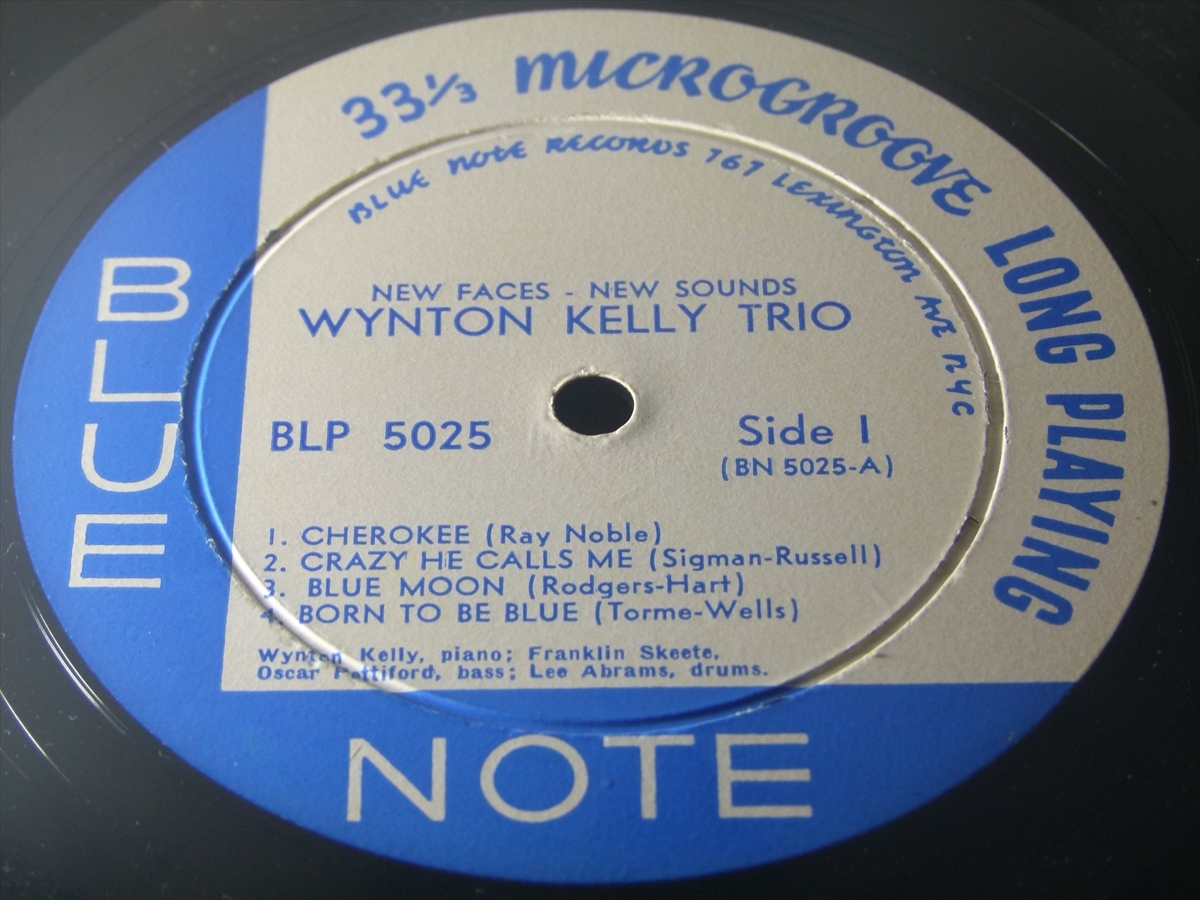 33⅓ MICROGROOVE LONG PLAYING
BLUE NOTE RECORDS 767 LEXINGTON AVE NYC
NEW FACES - NEW SOUNDS
WYNTON KELLY TRIO
BLP 5025
Side 1
(BN 5025-A)
1. CHEROKEE (Ray Noble)
2. CRAZY HE CALLS ME (Sigman-Russell)
3. BLUE MOON (Rodgers-Hart)
4. BORN TO BE BLUE (Torme-Wells)
Wynton Kelly, piano; Franklin Skeete,
Oscar Pettiford, bass; Lee Abrams, drums.
BLUE
NOTE